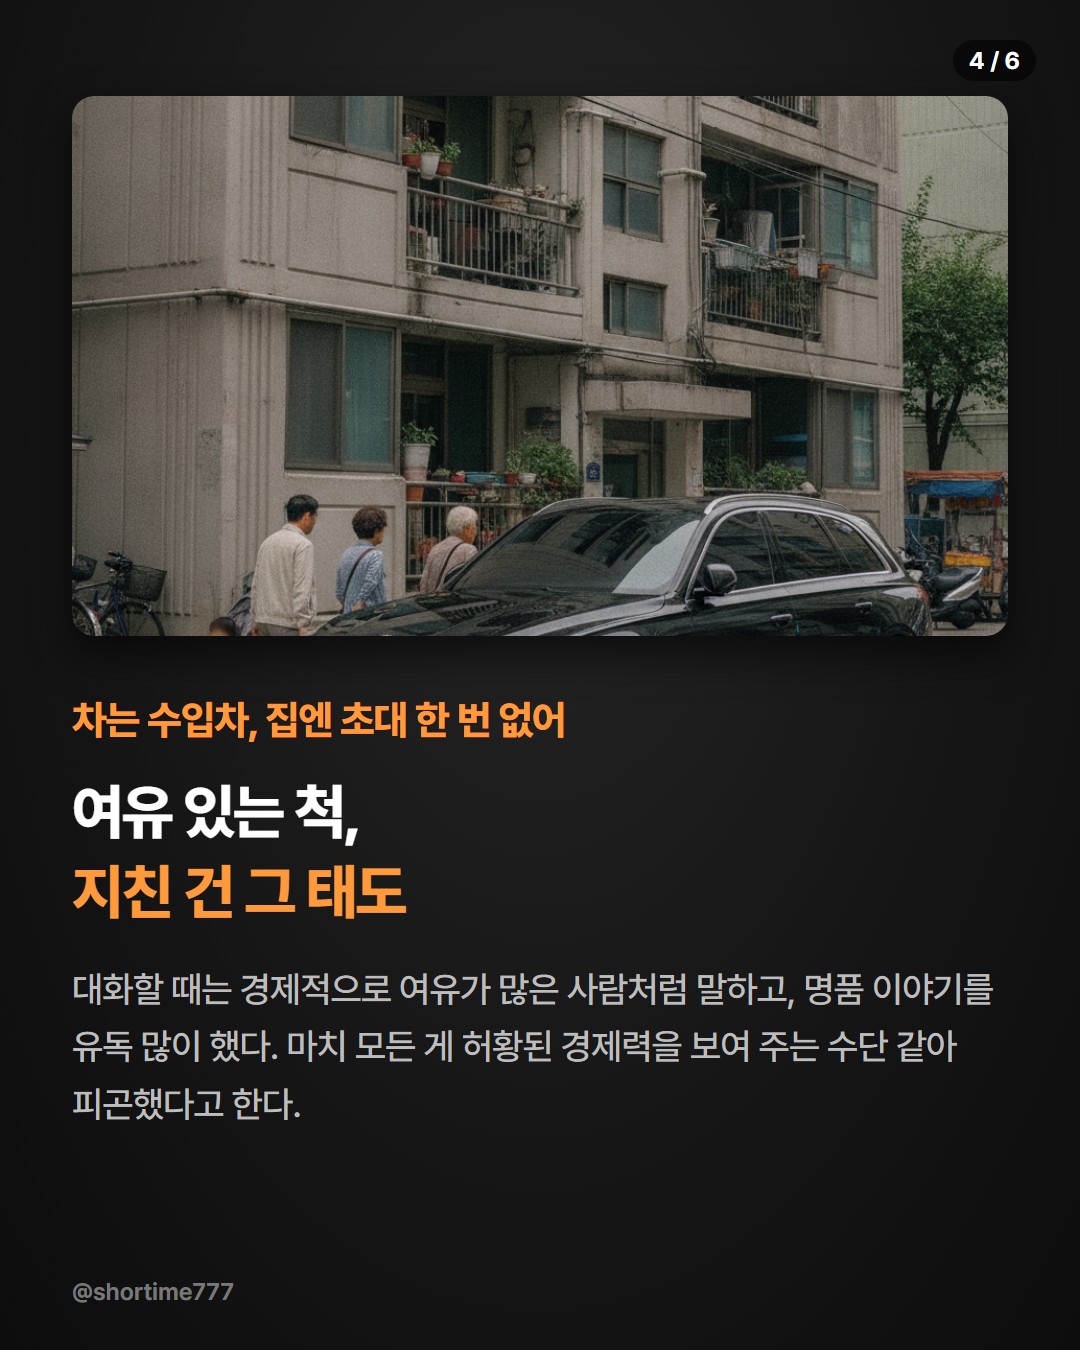 4 / 6
차는 수입차, 집엔 초대 한 번 없어
여유 있는 척,
지친 건 그 태도
대화할 때는 경제적으로 여유가 많은 사람처럼 말하고, 명품 이야기를
유독 많이 했다. 마치 모든 게 허황된 경제력을 보여 주는 수단 같아
피곤했다고 한다.
@shortime777